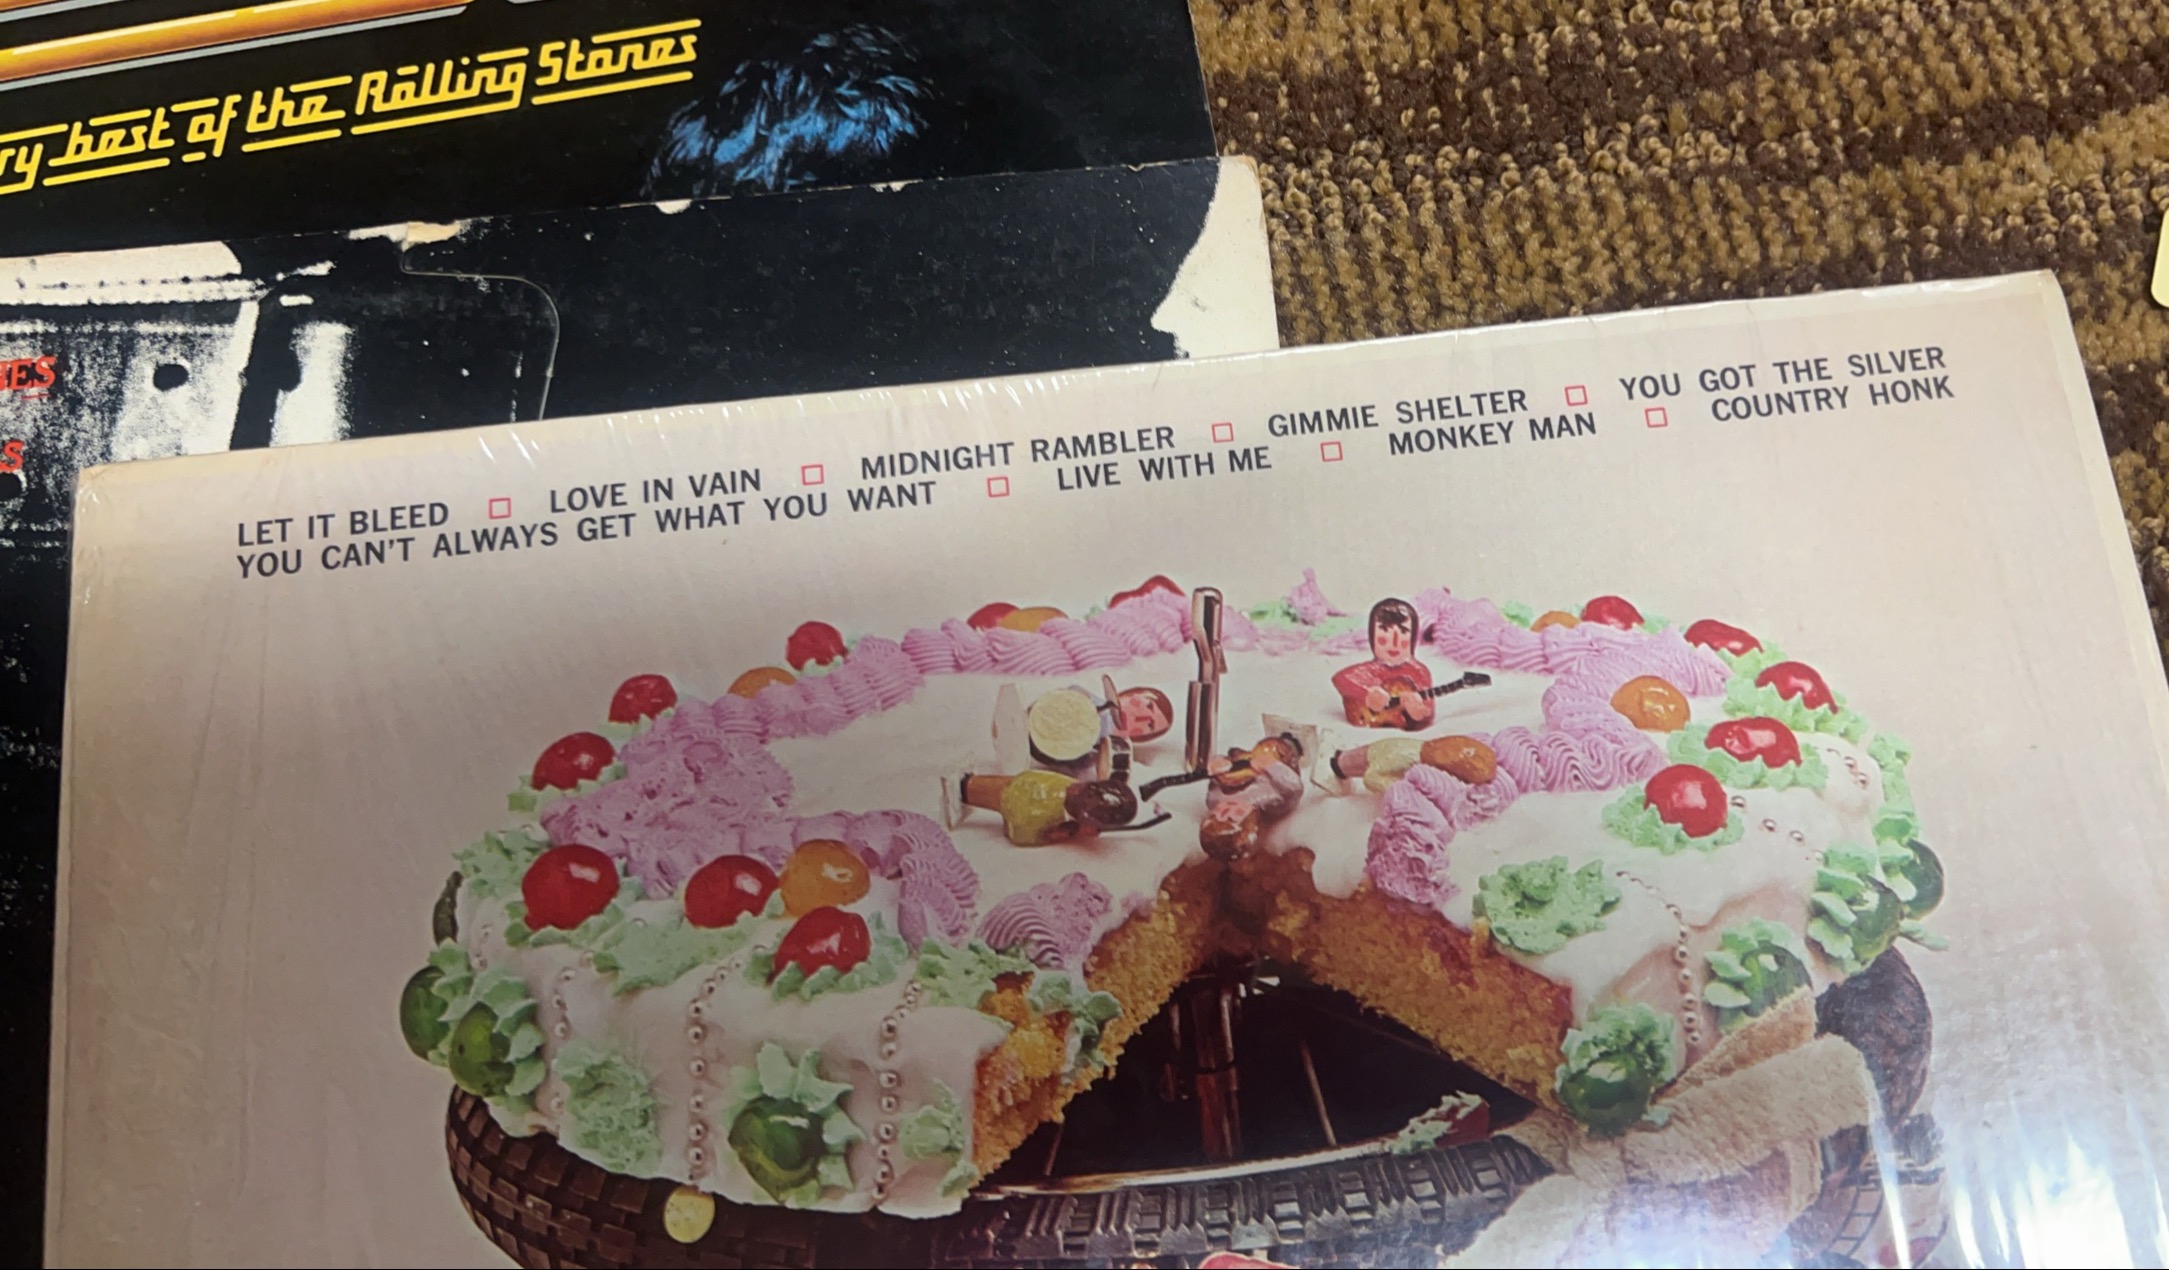 ry best of the Rolling Stones
ES
S
LET IT BLEED □ LOVE IN VAIN □ MIDNIGHT RAMBLER □ GIMMIE SHELTER □ YOU GOT THE SILVER
YOU CAN'T ALWAYS GET WHAT YOU WANT □ LIVE WITH ME □ MONKEY MAN □ COUNTRY HONK